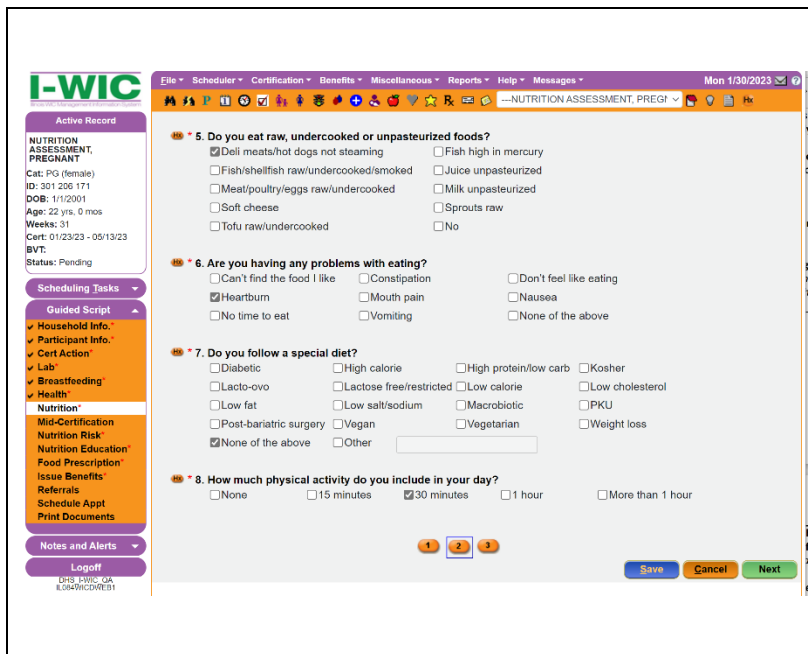 I-WIC
File Scheduler Certification Benefits Miscellaneous Reports Help Messages Mon 1/30/2023
---NUTRITION ASSESSMENT, PREGN
Active Record
NUTRITION
ASSESSMENT,
PREGNANT
Cat: PG (female)
ID: 301 206 171
DOB: 1/1/2001
Age: 22 yrs, 0 mos
Weeks: 31
Cert: 01/23/23 - 05/13/23
BVT:
Status: Pending
Scheduling Tasks
Guided Script
Household Info.*
Participant Info.*
Cert Action*
Lab*
Breastfeeding*
Health*
Nutrition*
Mid-Certification
Nutrition Risk*
Nutrition Education*
Food Prescription*
Issue Benefits*
Referrals
Schedule Appt
Print Documents
Notes and Alerts
Logoff
DHS_I-WIC_QA
IL084WICDWEB1
Hx * 5. Do you eat raw, undercooked or unpasteurized foods?
Deli meats/hot dogs not steaming Fish high in mercury
Fish/shellfish raw/undercooked/smoked Juice unpasteurized
Meat/poultry/eggs raw/undercooked Milk unpasteurized
Soft cheese Sprouts raw
Tofu raw/undercooked No
Hx * 6. Are you having any problems with eating?
Can't find the food I like Constipation Don't feel like eating
Heartburn Mouth pain Nausea
No time to eat Vomiting None of the above
Hx * 7. Do you follow a special diet?
Diabetic High calorie High protein/low carb Kosher
Lacto-ovo Lactose free/restricted Low calorie Low cholesterol
Low fat Low salt/sodium Macrobiotic PKU
Post-bariatric surgery Vegan Vegetarian Weight loss
None of the above Other
Hx * 8. How much physical activity do you include in your day?
None 15 minutes 30 minutes 1 hour More than 1 hour
1 2 3
Save Cancel Next